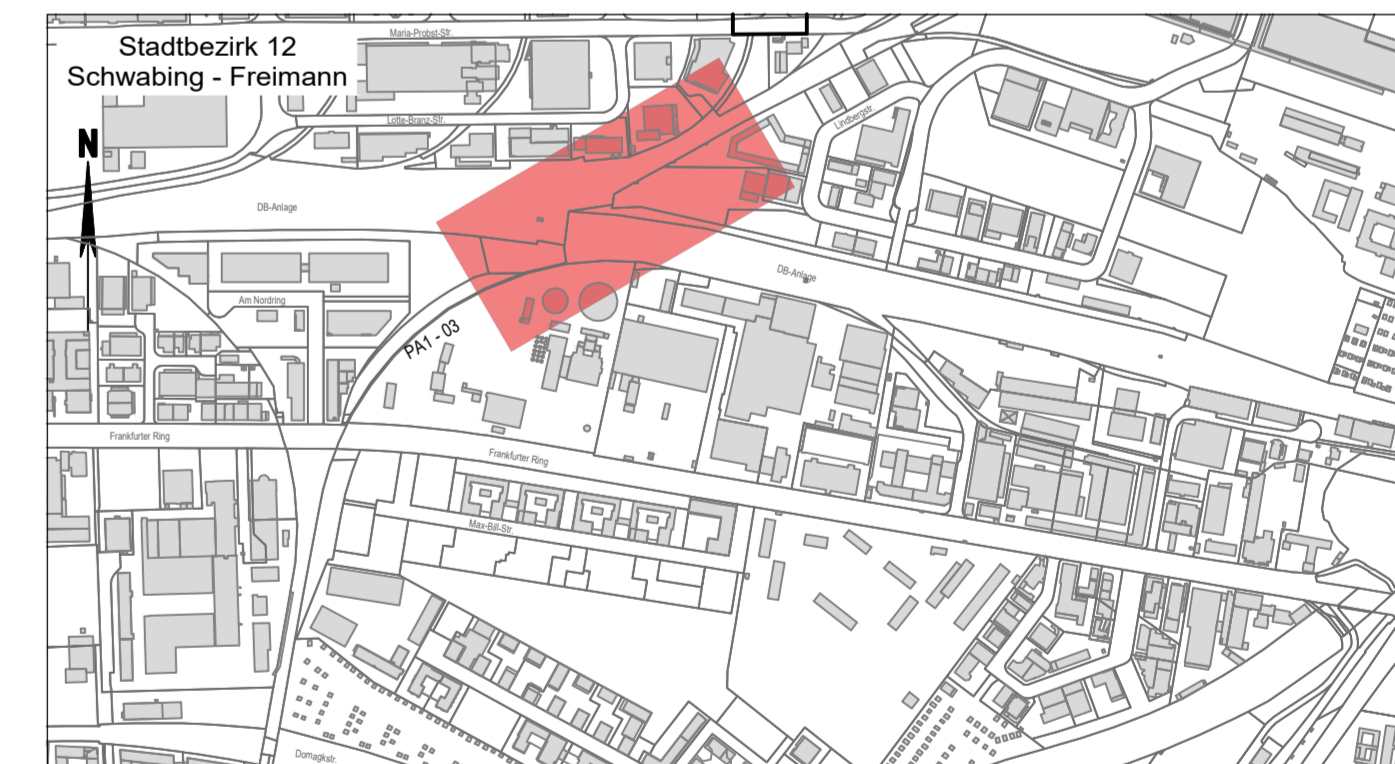 Maria-Probst-Str.
Stadtbezirk 12
Schwabing - Freimann
Lotte-Branz-Str.
Lindbergstr.
N
DB-Anlage
DB-Anlage
Am Nordring
PA1 - 03
Frankfurter Ring
Frankfurter Ring
Max-Bill-Str.
Domagkstr.